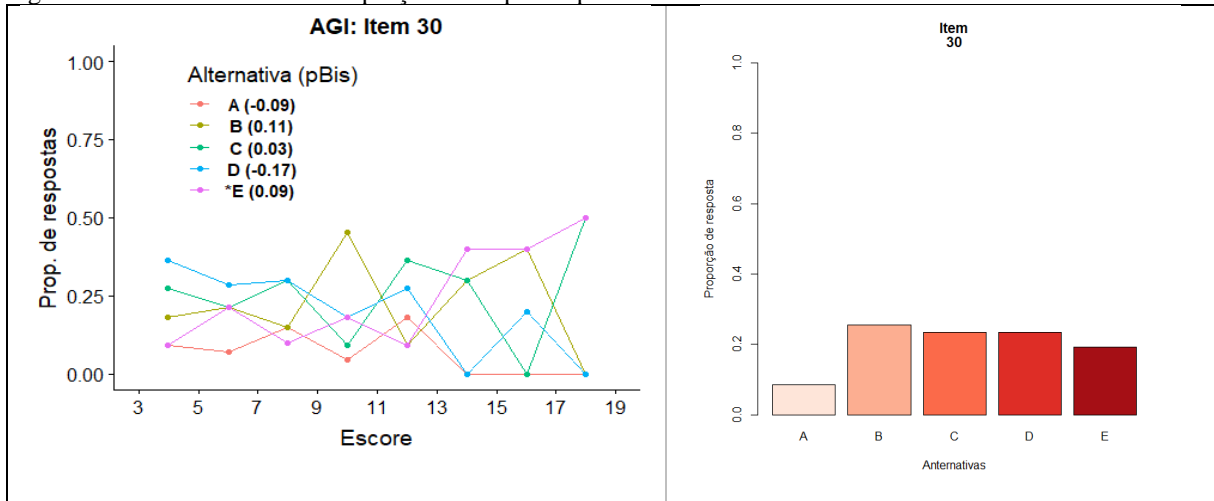 AGI: Item 30
Alternativa (pBis)
A (-0.09)
B (0.11)
C (0.03)
D (-0.17)
*E (0.09)
Prop. de respostas
1.00
0.75
0.50
0.25
0.00
3 5 7 9 11 13 15 17 19
Escore
Item
30
Proporção de resposta
1.0
0.8
0.6
0.4
0.2
0.0
A B C D E
Anternativas